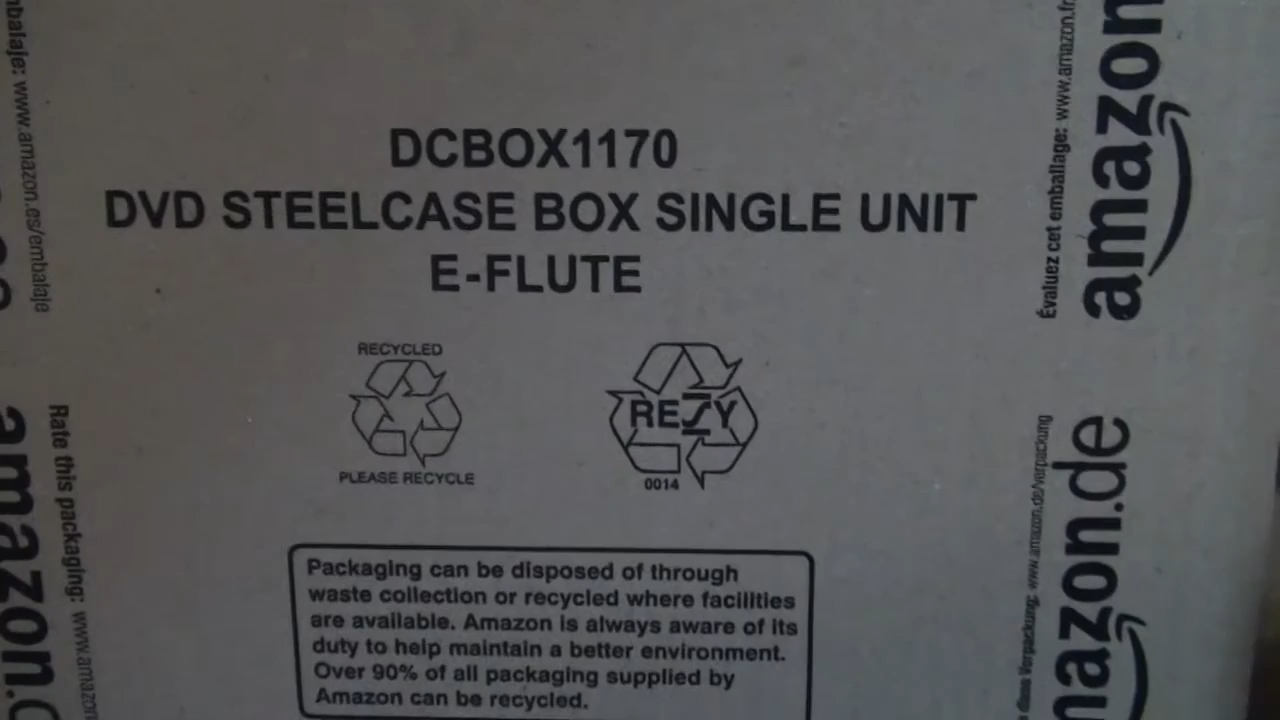 DCBOX1170
DVD STEELCASE BOX SINGLE UNIT
E-FLUTE
RECYCLED
PLEASE RECYCLE
RESY
0014
Packaging can be disposed of through
waste collection or recycled where facilities
are available. Amazon is always aware of its
duty to help maintain a better environment.
Over 90% of all packaging supplied by
Amazon can be recycled.
www.amazon.es/embalaje
Rate this packaging:
amazon.
Évaluez cet emballage: www.amazon.fr
amazon
Verpackung: www.amazon.de/verpackung
amazon.de